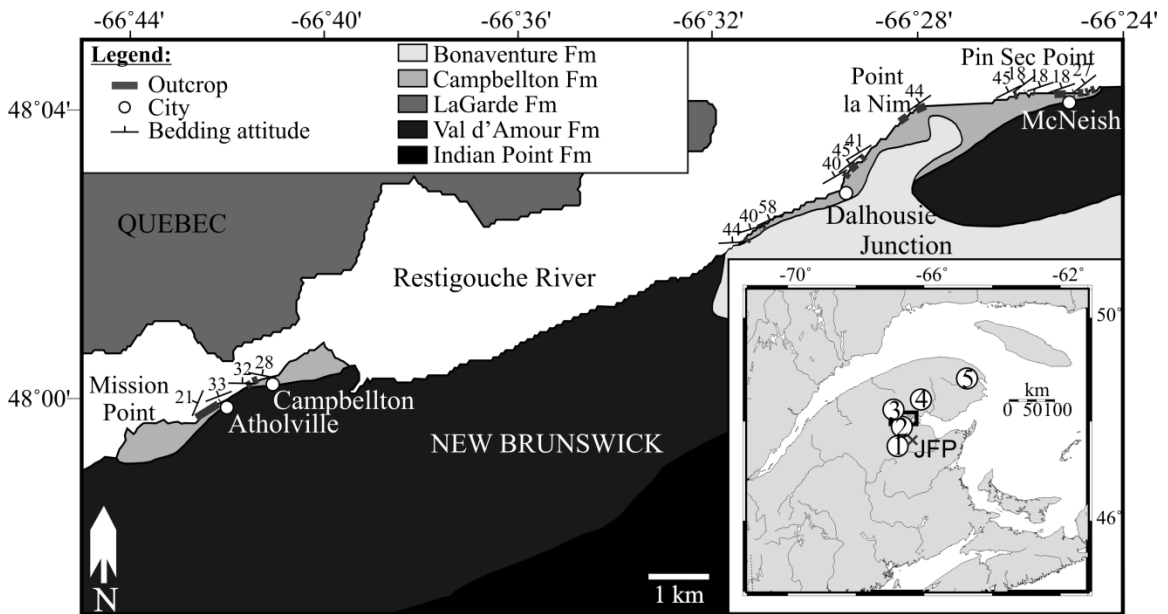 -66˚44' -66˚40' -66˚36' -66˚32' -66˚28' -66˚24'
Legend:
Outcrop
City
Bedding attitude
Bonaventure Fm
Campbellton Fm
LaGarde Fm
Val d’Amour Fm
Indian Point Fm
48˚04'
48˚00'
Pin Sec Point
45 18 18 18 27
McNeish
Point
la Nim
44
41
45
40
Dalhousie
Junction
58
40
44
QUEBEC
Restigouche River
28
32
33
21
Mission
Point
Campbellton
Atholville
NEW BRUNSWICK
N
1 km
-70˚ -66˚ -62˚
50˚
46˚
km
0 50100
5
4
3
2
1
JFP